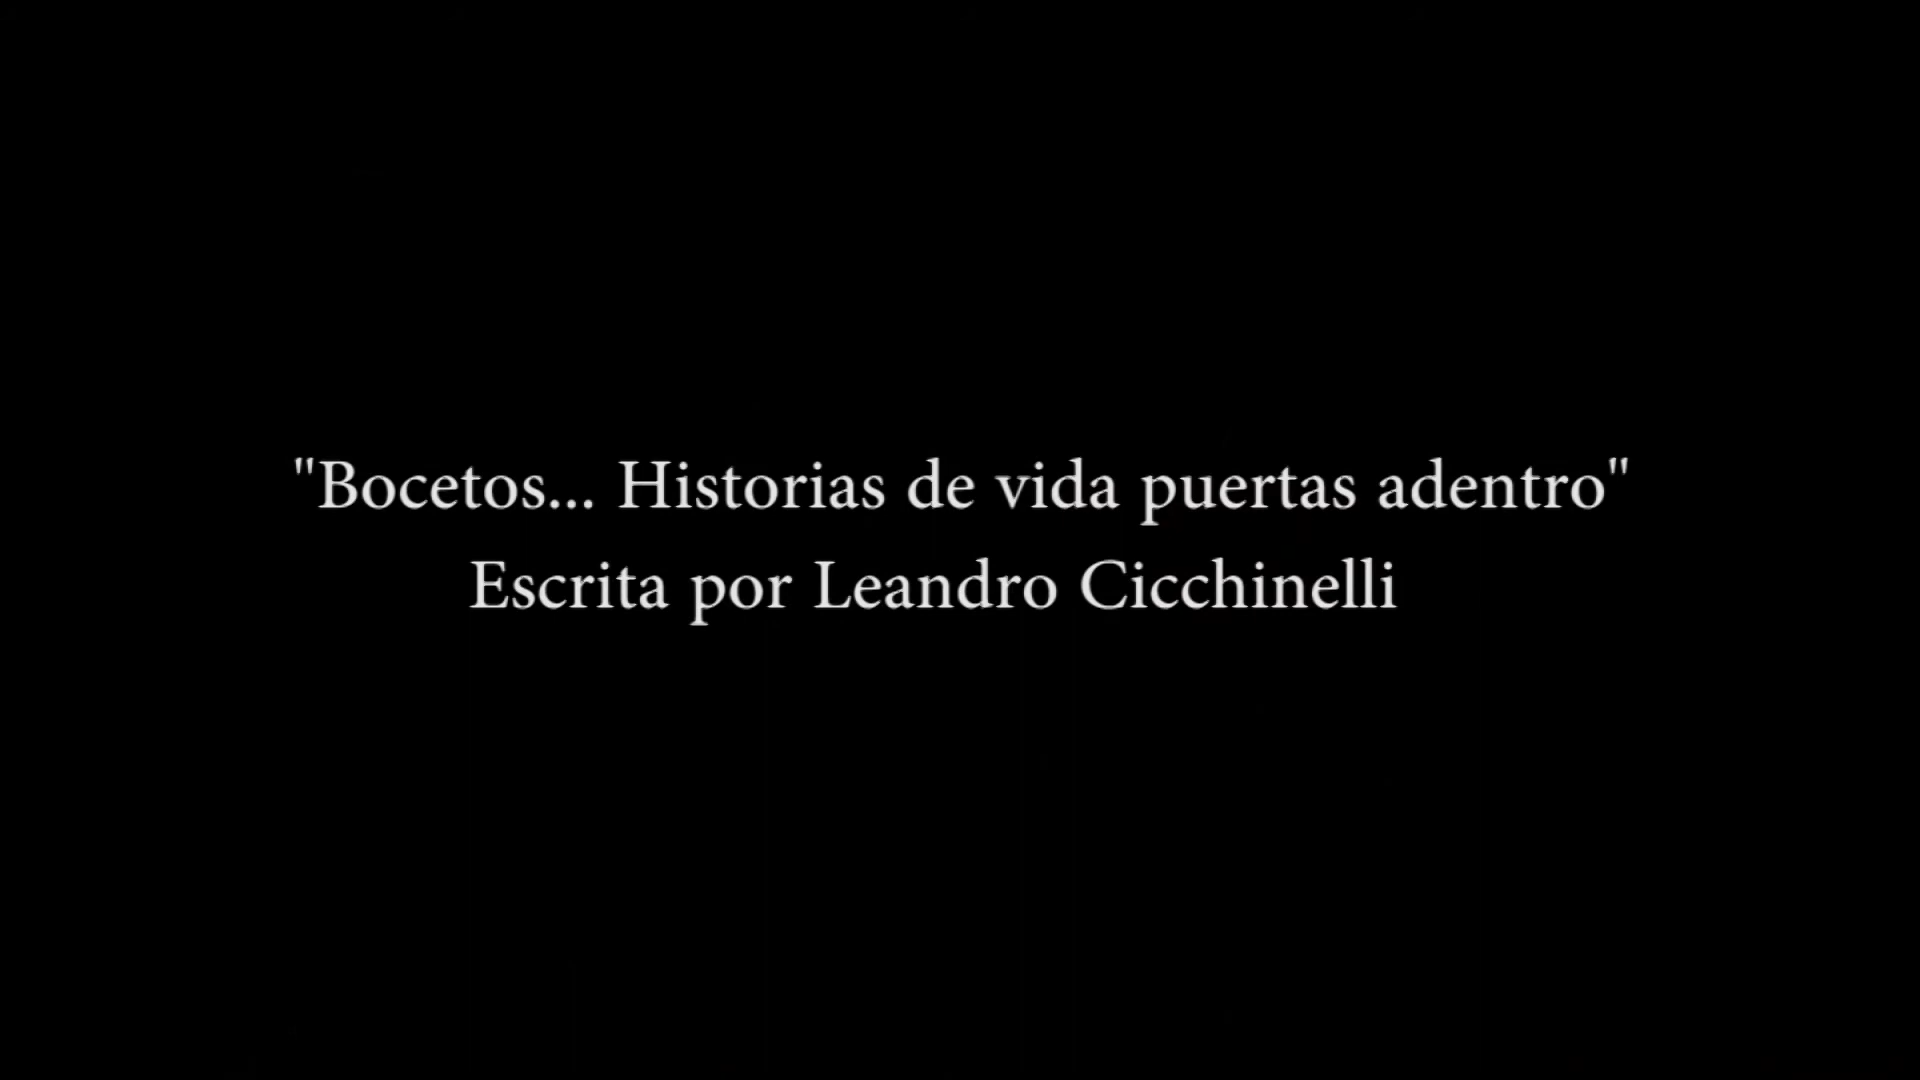 "Bocetos... Historias de vida puertas adentro"
Escrita por Leandro Cicchinelli